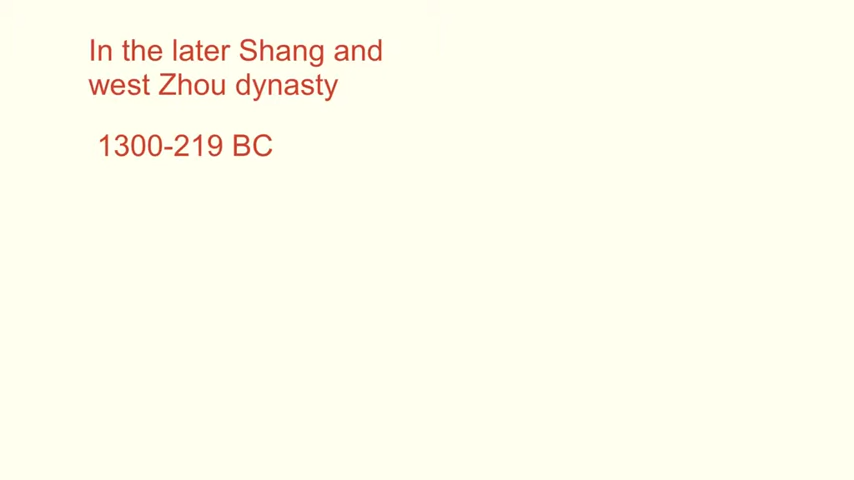 In the later Shang and
west Zhou dynasty
1300-219 BC